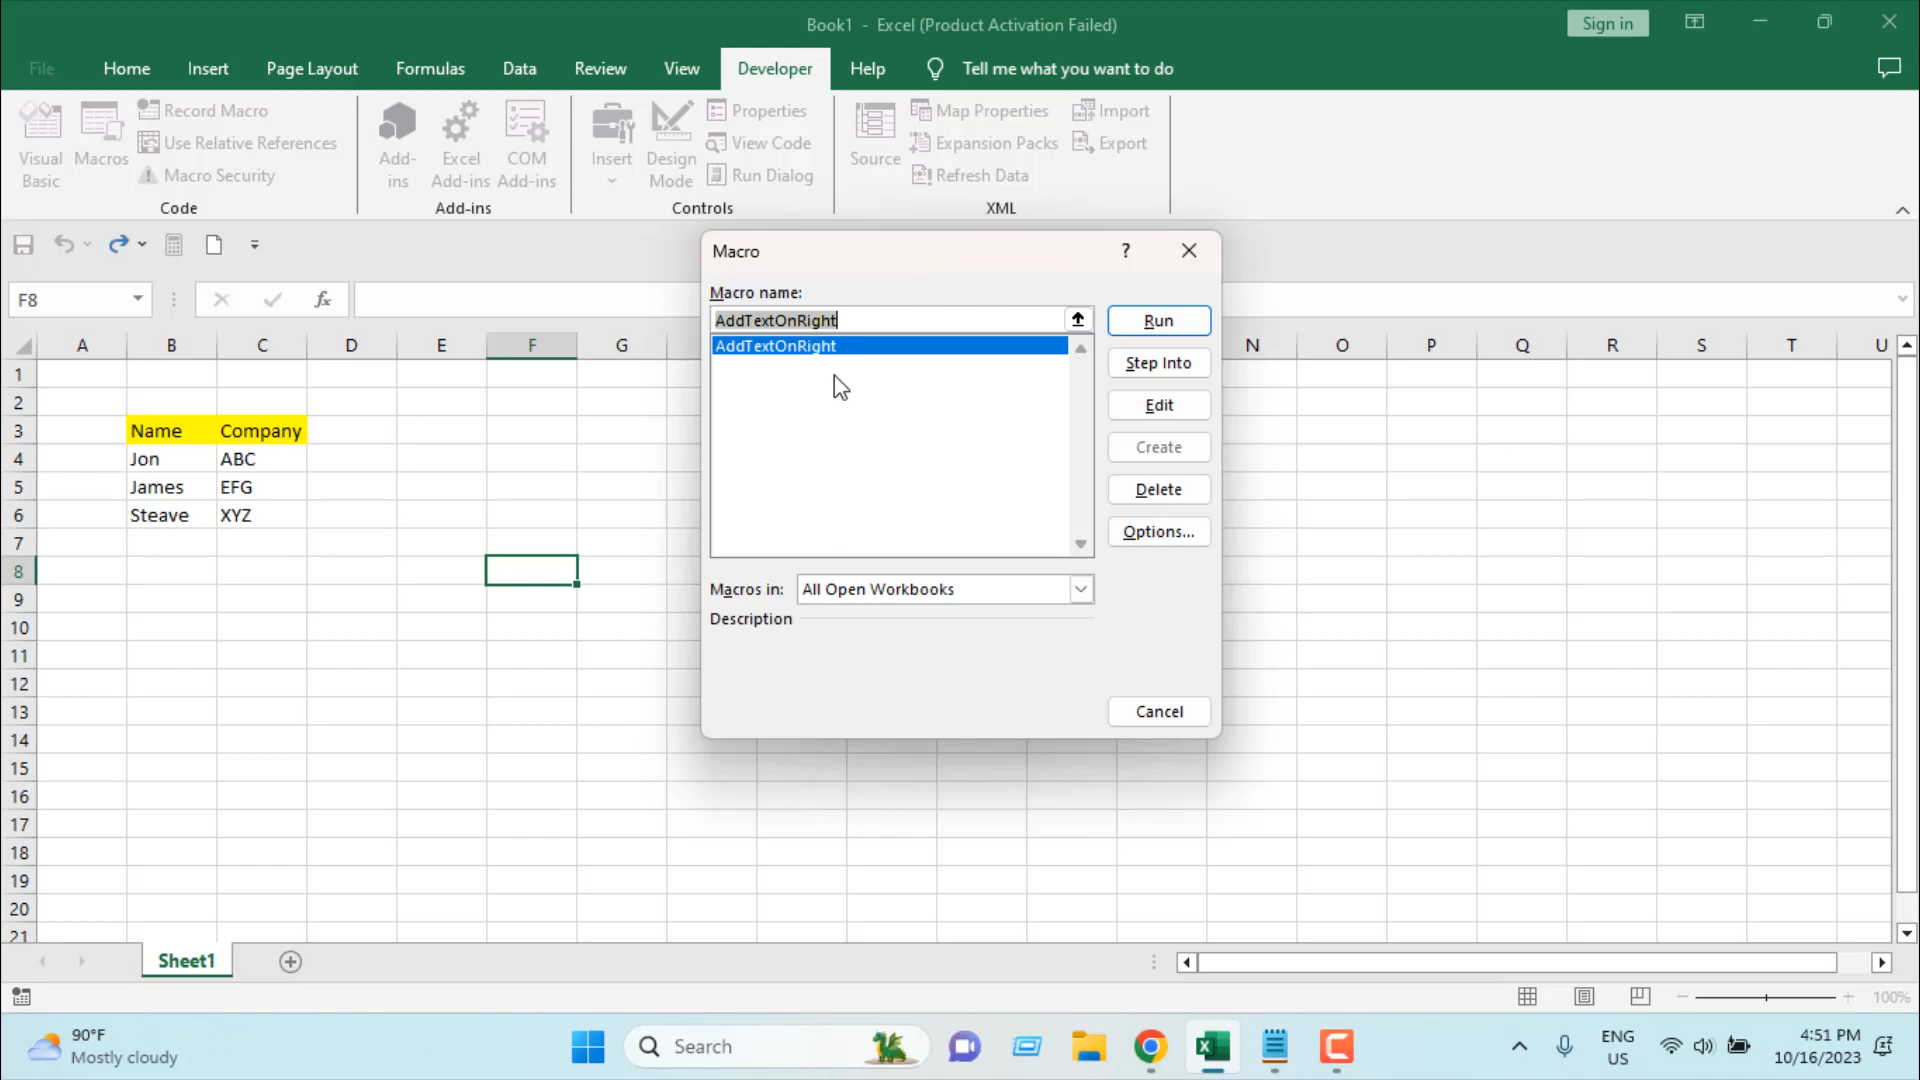 Book1 - Excel (Product Activation Failed)
Sign in
File Home Insert Page Layout Formulas Data Review View Developer Help Tell me what you want to do
Visual Basic
Macros
Record Macro
Use Relative References
Macro Security
Code
Add-ins
Excel Add-ins
COM Add-ins
Add-ins
Insert
Design Mode
Properties
View Code
Run Dialog
Controls
Source
Map Properties
Expansion Packs
Refresh Data
Import
Export
XML
F8
fx
A B C D E F G N O P Q R S T U
1
2
3 Name Company
4 Jon ABC
5 James EFG
6 Steave XYZ
7
8
9
10
11
12
13
14
15
16
17
18
19
20
21
Macro
?
Macro name:
AddTextOnRight
AddTextOnRight
Run
Step Into
Edit
Create
Delete
Options...
Macros in: All Open Workbooks
Description
Cancel
Sheet1
100%
90°F
Mostly cloudy
Search
ENG
US
4:51 PM
10/16/2023